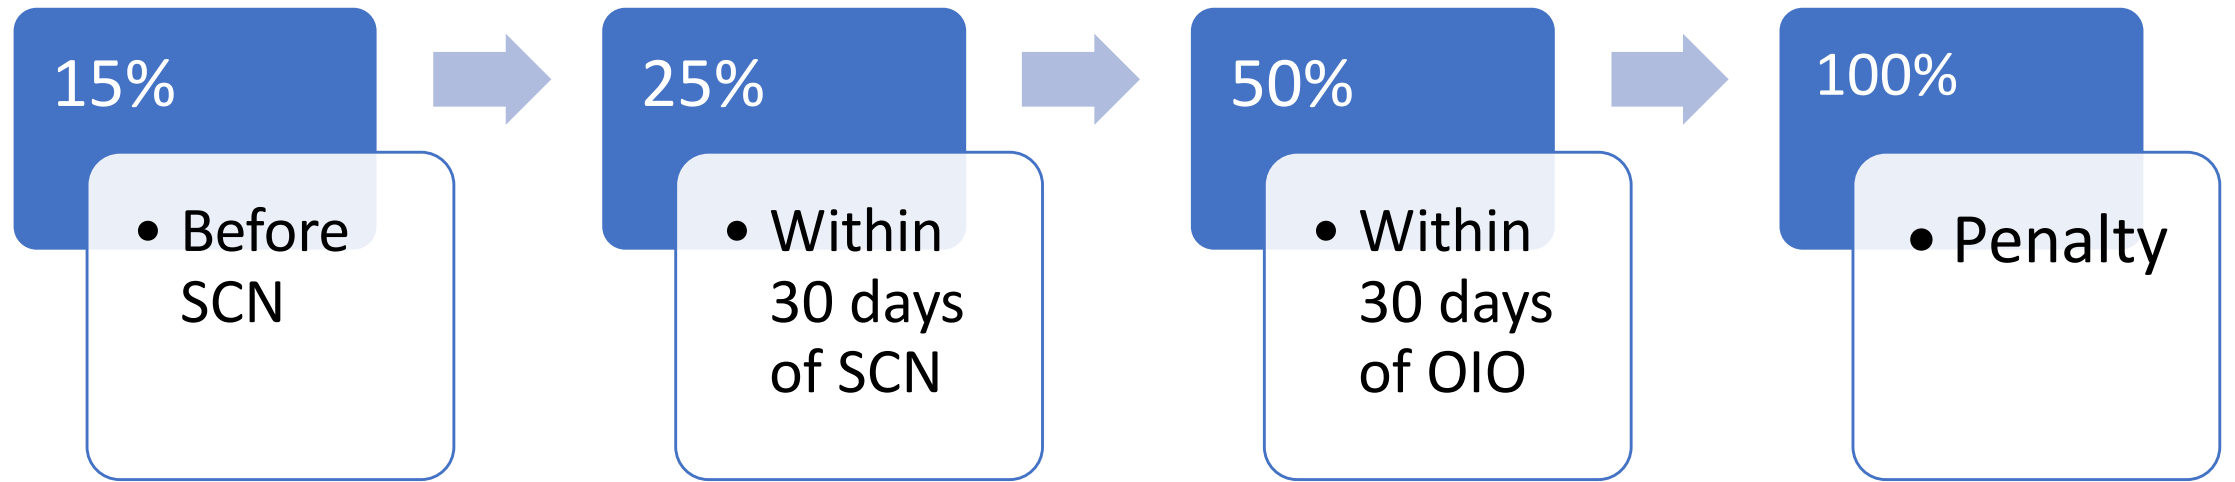 15%
• Before
SCN
25%
• Within
30 days
of SCN
50%
• Within
30 days
of OIO
100%
• Penalty